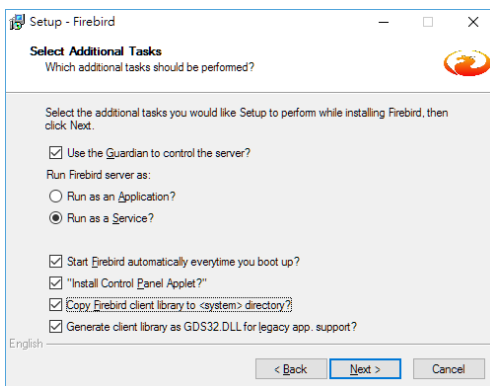 Setup - Firebird
Select Additional Tasks
Which additional tasks should be performed?
Select the additional tasks you would like Setup to perform while installing Firebird, then
click Next.
Use the Guardian to control the server?
Run Firebird server as:
Run as an Application?
Run as a Service?
Start Firebird automatically everytime you boot up?
"Install Control Panel Applet?"
Copy Firebird client library to <system> directory?
Generate client library as GDS32.DLL for legacy app. support?
English
< Back Next > Cancel